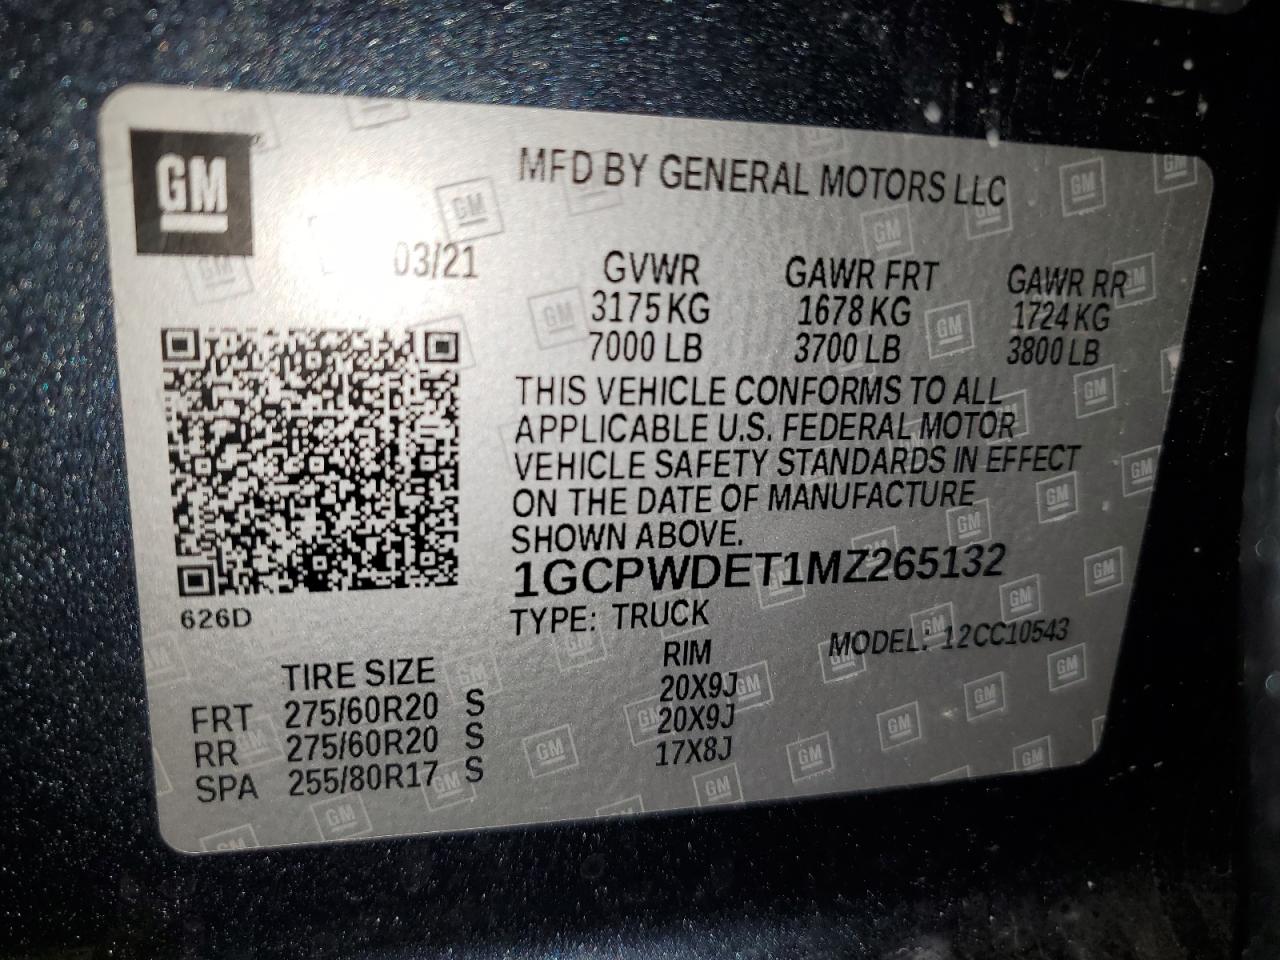 GM
MFD BY GENERAL MOTORS LLC
03/21
GVWR GAWR FRT GAWR RR
3175 KG 1678 KG 1724 KG
7000 LB 3700 LB 3800 LB
THIS VEHICLE CONFORMS TO ALL
APPLICABLE U.S. FEDERAL MOTOR
VEHICLE SAFETY STANDARDS IN EFFECT
ON THE DATE OF MANUFACTURE
SHOWN ABOVE.
1GCPWDET1MZ265132
626D
TYPE: TRUCK
MODEL: 12CC10543
TIRE SIZE RIM
FRT 275/60R20 S 20X9J
RR 275/60R20 S 20X9J
SPA 255/80R17 S 17X8J